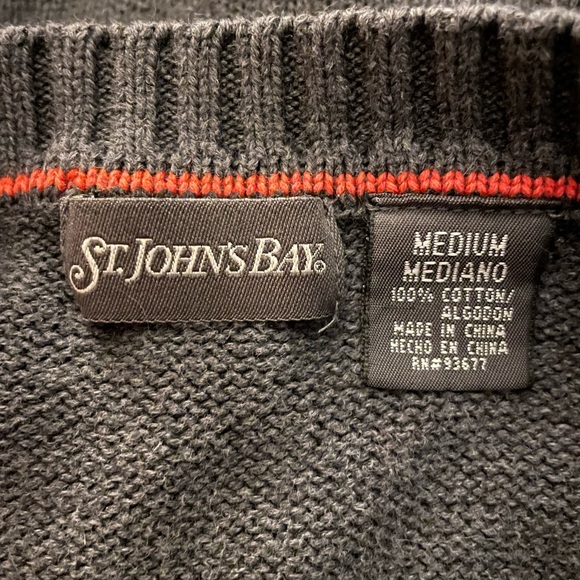 ST. JOHN'S BAY®
MEDIUM
MEDIANO
100% COTTON/
ALGODON
MADE IN CHINA
HECHO EN CHINA
RN#93677